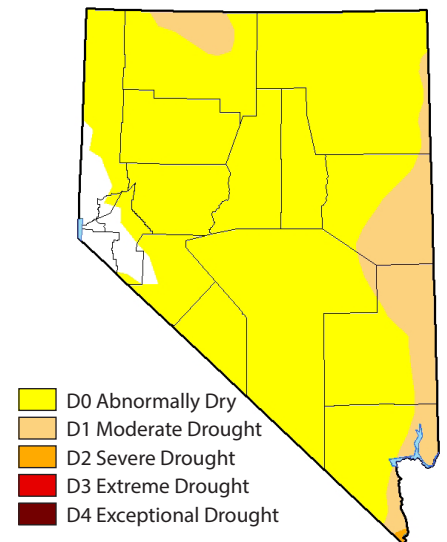 D0 Abnormally Dry
D1 Moderate Drought
D2 Severe Drought
D3 Extreme Drought
D4 Exceptional Drought